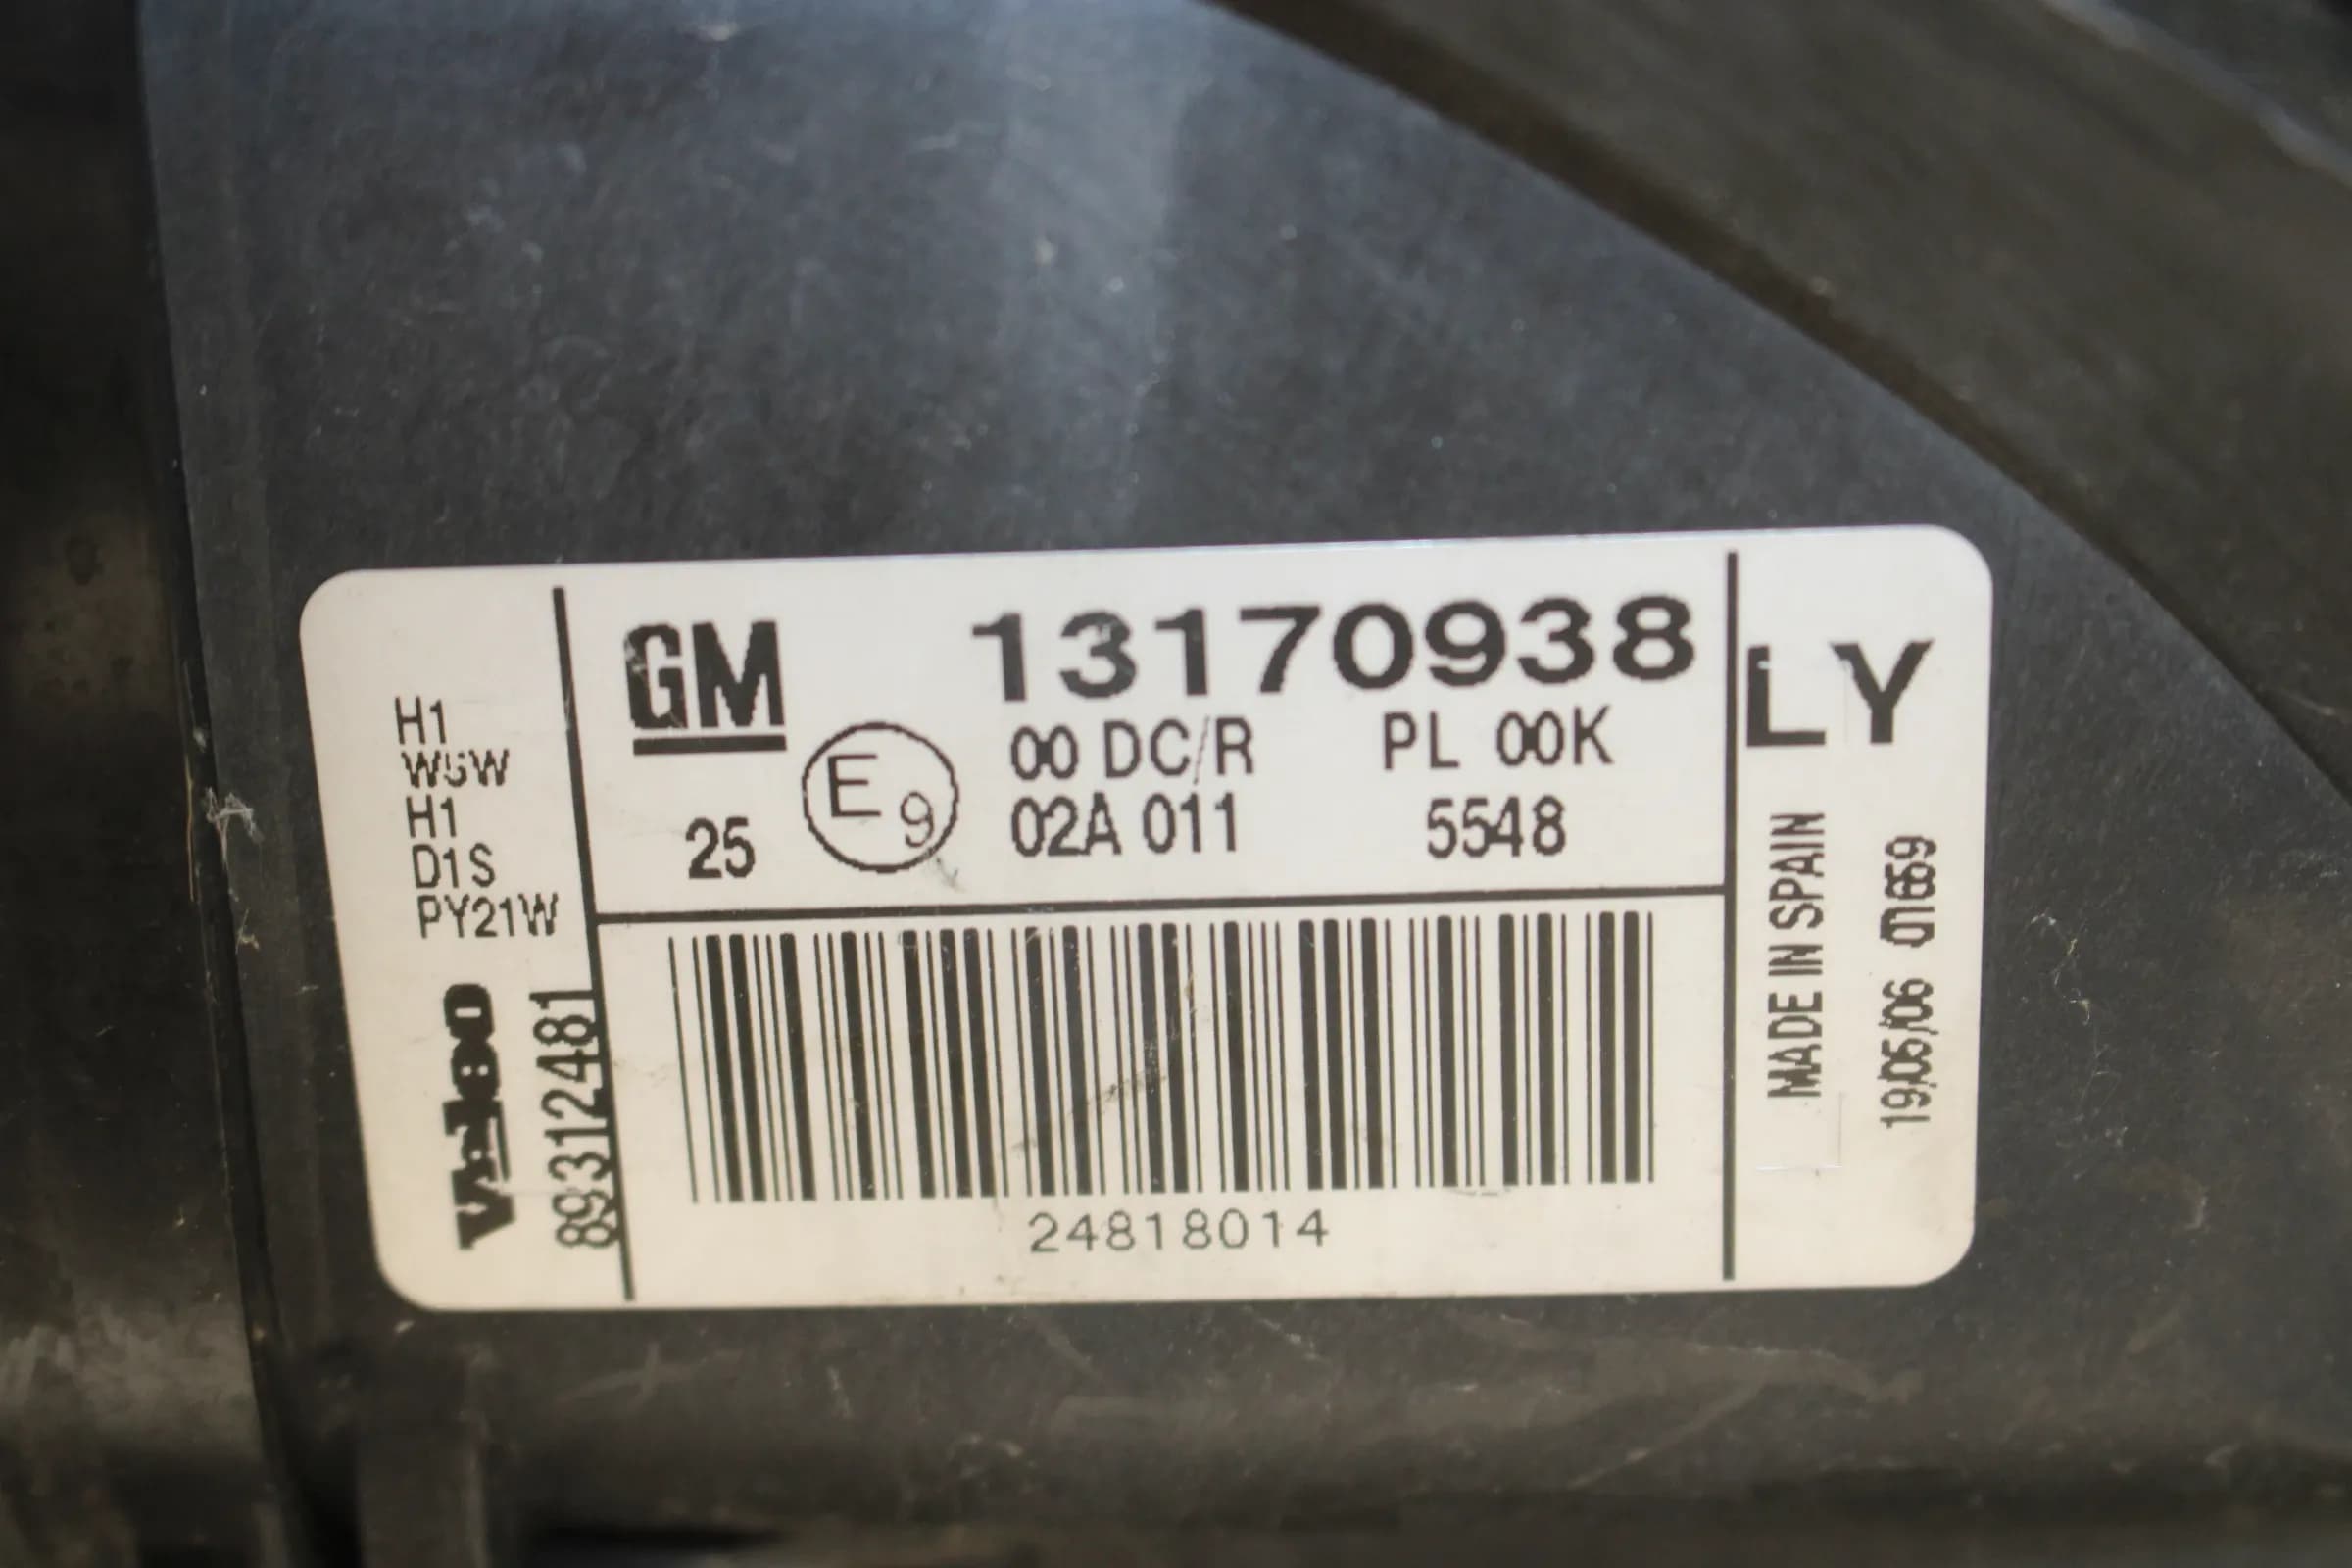 H1
W5W
H1
D1S
PY21W
Valeo
89312481
GM 13170938
00 DC/R PL 00K
25 E9 02A 011 5548
24818014
LY
MADE IN SPAIN
19/05/06